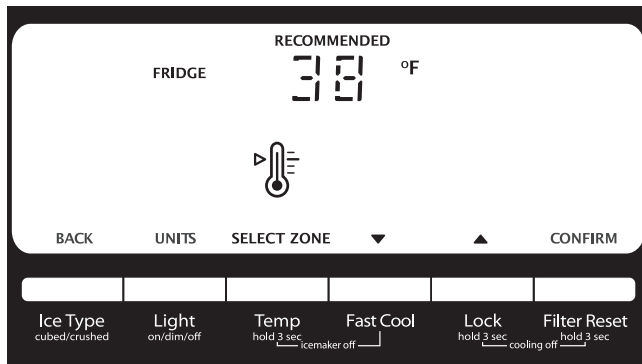 RECOMMENDED
FRIDGE 38 °F
BACK UNITS SELECT ZONE ▼ ▲ CONFIRM
Ice Type Light Temp Fast Cool Lock Filter Reset
cubed/crushed on/dim/off hold 3 sec hold 3 sec hold 3 sec
icemaker off cooling off